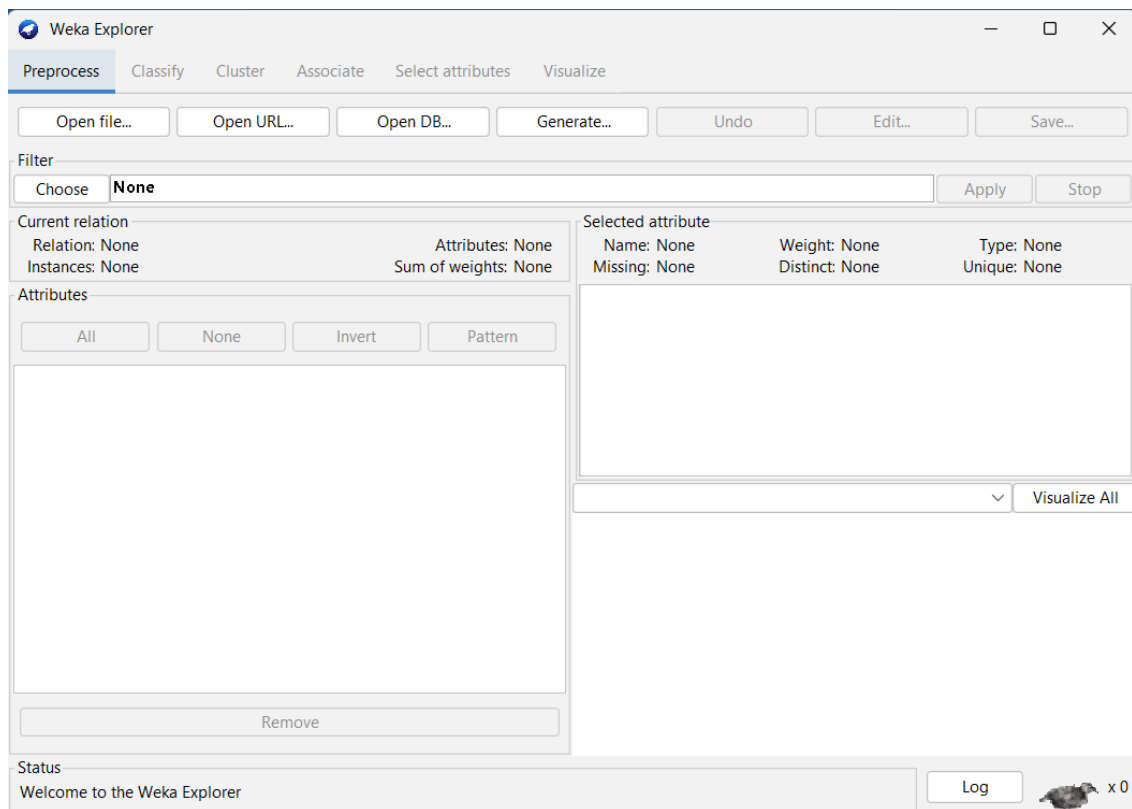 Weka Explorer
Preprocess Classify Cluster Associate Select attributes Visualize
Open file... Open URL... Open DB... Generate... Undo Edit... Save...
Filter
Choose None Apply Stop
Current relation
Relation: None Attributes: None
Instances: None Sum of weights: None
Selected attribute
Name: None Weight: None Type: None
Missing: None Distinct: None Unique: None
Attributes
All None Invert Pattern
Visualize All
Remove
Status
Welcome to the Weka Explorer
Log x 0